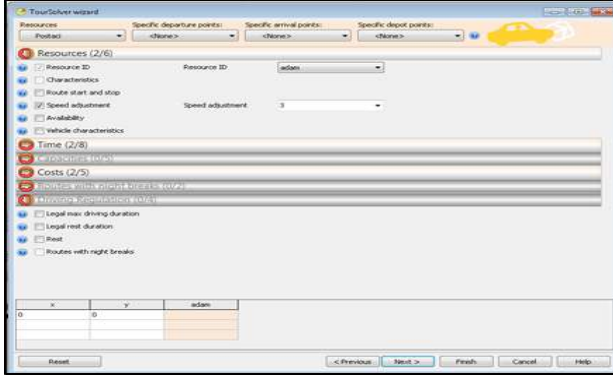 TourSolver wizard
Resources Specific departure points: Specific arrival points: Specific depot points:
Postaci <None> <None> <None>
Resources (2/6)
Resource ID Resource ID adam
Characteristics
Route start and stop
Speed adjustment Speed adjustment 3
Availability
Vehicle characteristics
Time (2/8)
Capacities (0/5)
Costs (2/5)
Routes with night breaks (0/2)
Driving Regulation (0/4)
Legal max driving duration
Legal rest duration
Rest
Routes with night breaks
x y adam
0 0
Reset < Previous Next > Finish Cancel Help